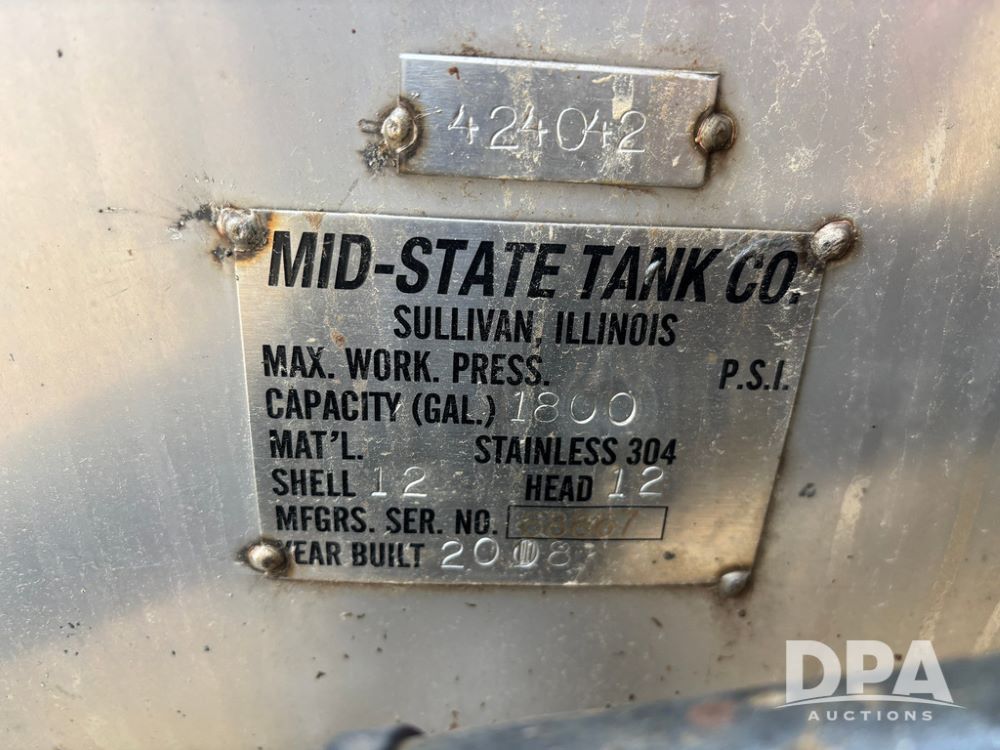 424042
MID-STATE TANK CO.
SULLIVAN, ILLINOIS
MAX. WORK. PRESS. P.S.I.
CAPACITY (GAL.) 1800
MAT'L. STAINLESS 304
SHELL 12 HEAD 12
MFGRS. SER. NO.
YEAR BUILT
DPA
AUCTIONS